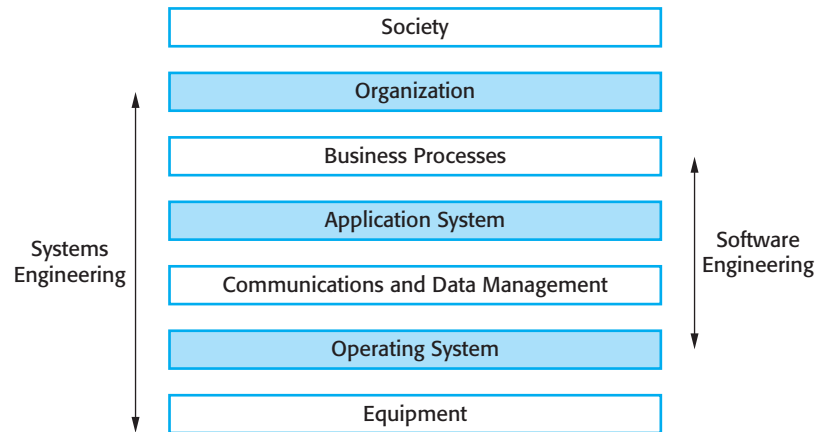 Society
Organization
Business Processes
Application System
Systems
Engineering
Software
Engineering
Communications and Data Management
Operating System
Equipment